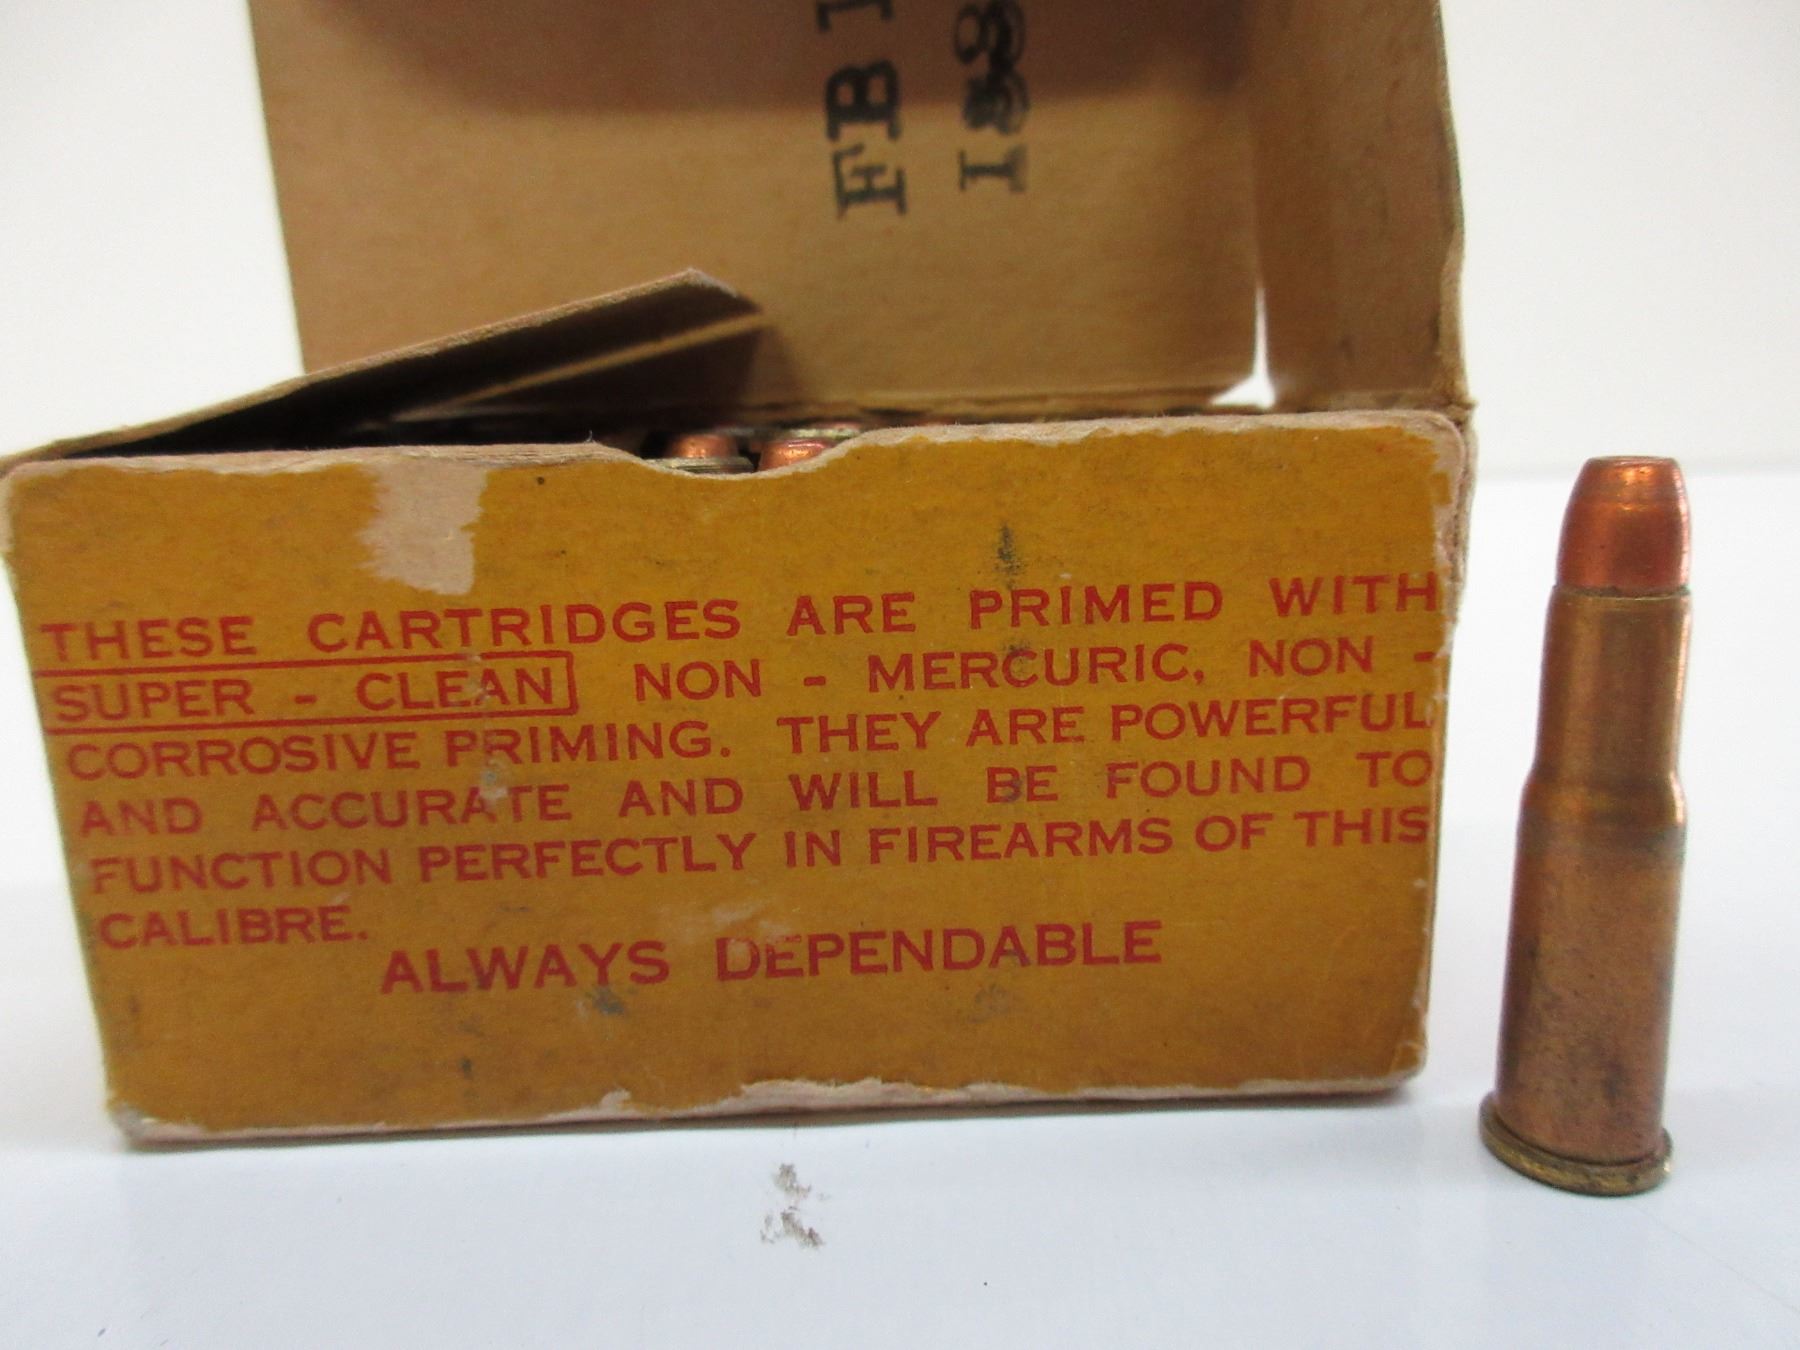 FB1
THESE CARTRIDGES ARE PRIMED WITH
SUPER - CLEAN NON - MERCURIC, NON -
CORROSIVE PRIMING. THEY ARE POWERFUL
AND ACCURATE AND WILL BE FOUND TO
FUNCTION PERFECTLY IN FIREARMS OF THIS
CALIBRE.
ALWAYS DEPENDABLE